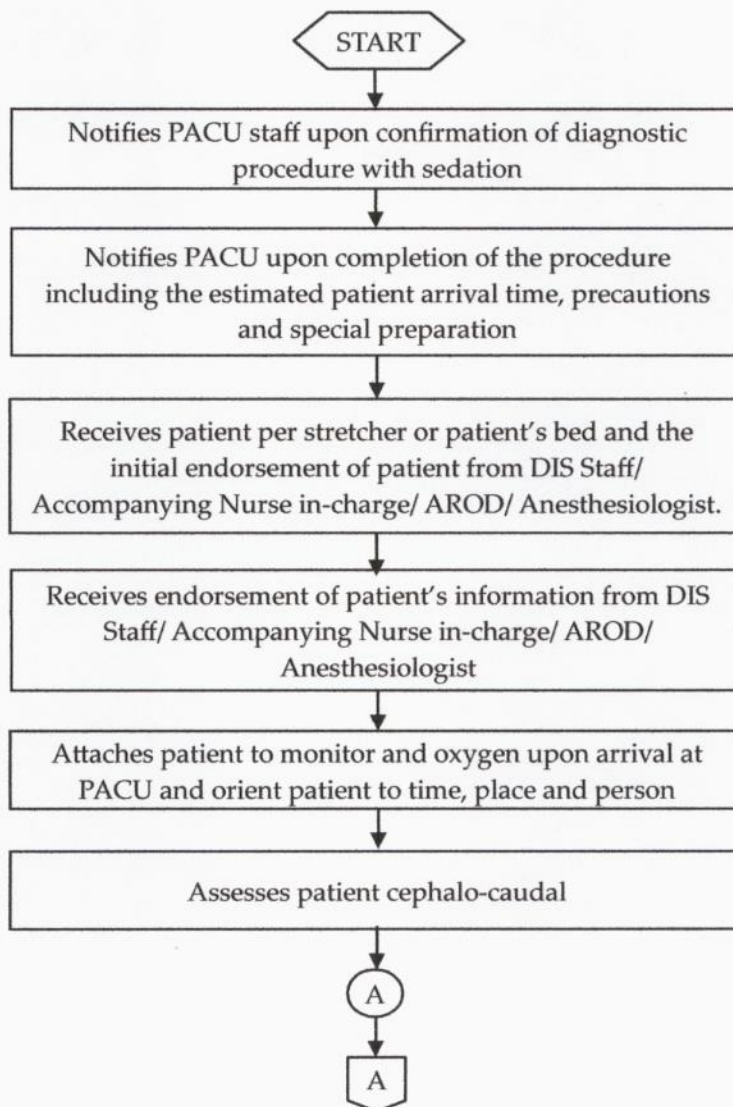 START
Notifies PACU staff upon confirmation of diagnostic
procedure with sedation
Notifies PACU upon completion of the procedure
including the estimated patient arrival time, precautions
and special preparation
Receives patient per stretcher or patient's bed and the
initial endorsement of patient from DIS Staff/
Accompanying Nurse in-charge/ AROD/ Anesthesiologist.
Receives endorsement of patient's information from DIS
Staff/ Accompanying Nurse in-charge/ AROD/
Anesthesiologist
Attaches patient to monitor and oxygen upon arrival at
PACU and orient patient to time, place and person
Assesses patient cephalo-caudal
A
A